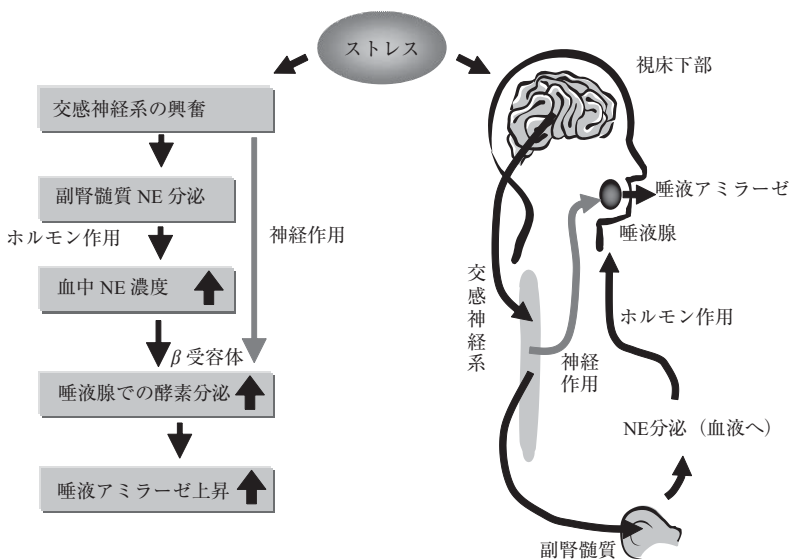 ストレス
交感神経系の興奮
副腎髄質 NE 分泌
ホルモン作用
神経作用
血中 NE 濃度
β 受容体
唾液腺での酵素分泌
唾液アミラーゼ上昇
視床下部
唾液アミラーゼ
唾液腺
交感神経系
ホルモン作用
神経
作用
NE分泌（血液へ）
副腎髄質